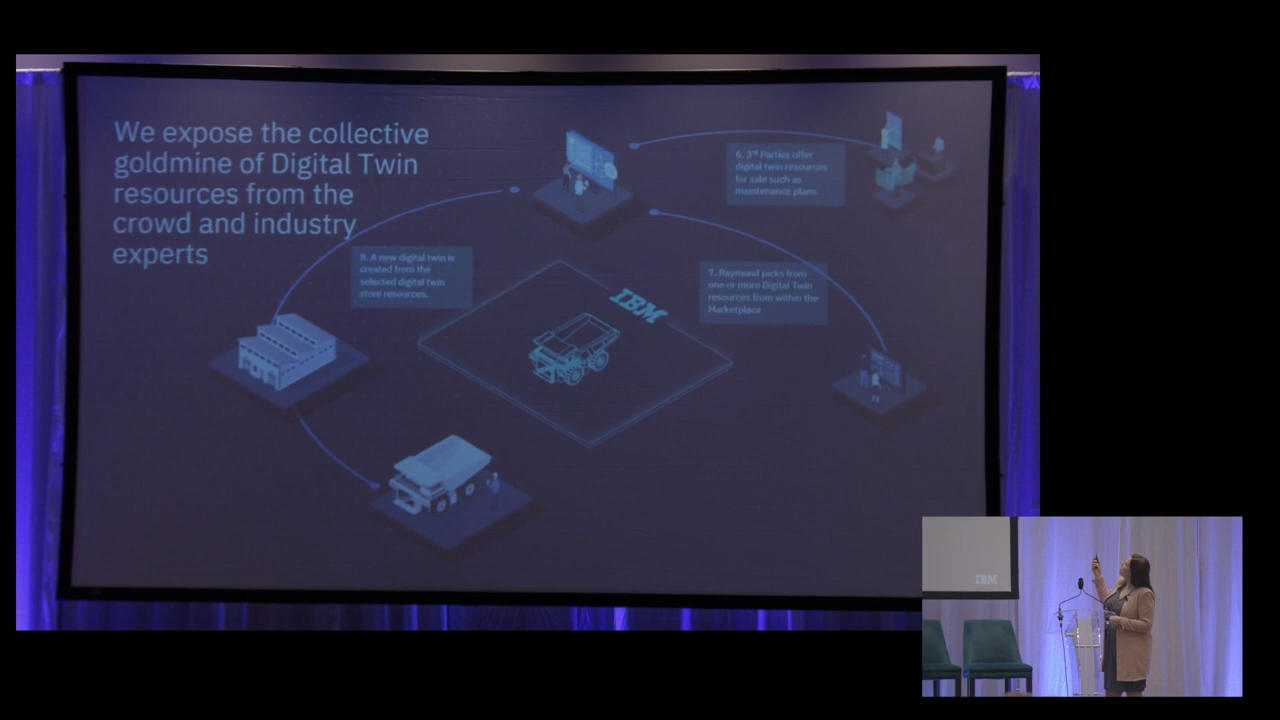 We expose the collective
goldmine of Digital Twin
resources from the
crowd and industry
experts
6. 3rd Parties offer
digital twin resources
for sale such as
maintenance plans.
8. A new digital twin is
created from the
selected digital twin
store resources.
7. Raymond picks from
one or more Digital Twin
resources from within the
Marketplace
IBM
IBM